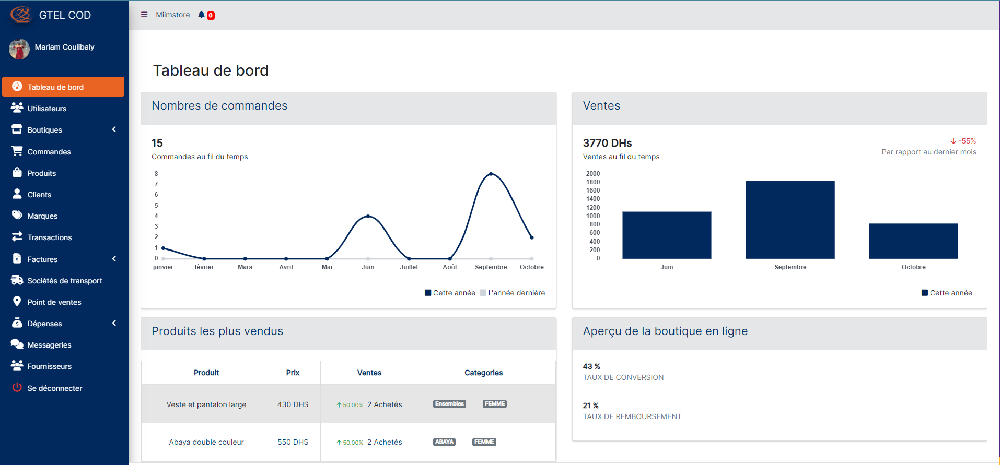 GTEL COD
Miimstore
0
Mariam Coulibaly
Tableau de bord
Utilisateurs
Boutiques
Commandes
Produits
Clients
Marques
Transactions
Factures
Sociétés de transport
Point de ventes
Dépenses
Messageries
Fournisseurs
Se déconnecter
Tableau de bord
Nombres de commandes
15
Commandes au fil du temps
8
7
6
5
4
3
2
1
0
janvier février Mars Avril Mai Juin Juillet Août Septembre Octobre
Cette année L'année dernière
Ventes
3770 DHs
Ventes au fil du temps
-55%
Par rapport au dernier mois
2000
1800
1600
1400
1200
1000
800
600
400
200
0
Juin Septembre Octobre
Cette année
Produits les plus vendus
Produit Prix Ventes Categories
Veste et pantalon large 430 DHS 50.00% 2 Achetés Ensembles FEMME
Abaya double couleur 550 DHS 50.00% 2 Achetés ABAYA FEMME
Aperçu de la boutique en ligne
43 %
TAUX DE CONVERSION
21 %
TAUX DE REMBOURSEMENT